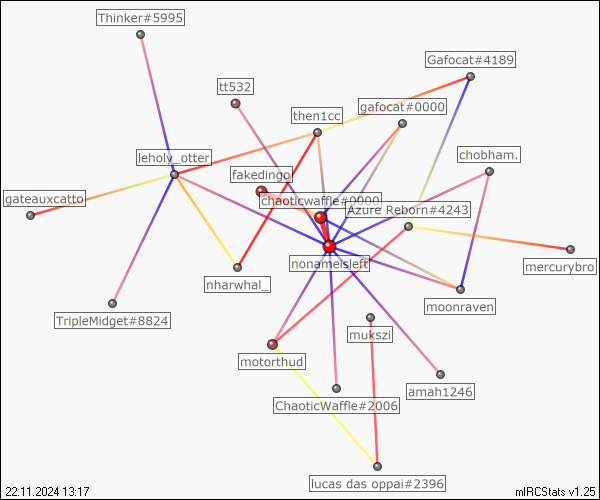 Thinker#5995
Gafocat#4189
tt532
gafocat#0000
then1cc
chobham.
leholy_otter
fakedingo
gateauxcatto
chaoticwaffle#0000
Azure Reborn#4243
nonameisleft
mercurybro
nharwhal_
moonraven
TripleMidget#8824
mukszi
motorthud
amah1246
ChaoticWaffle#2006
lucas das oppai#2396
22.11.2024 13:17
mIRCStats v1.25